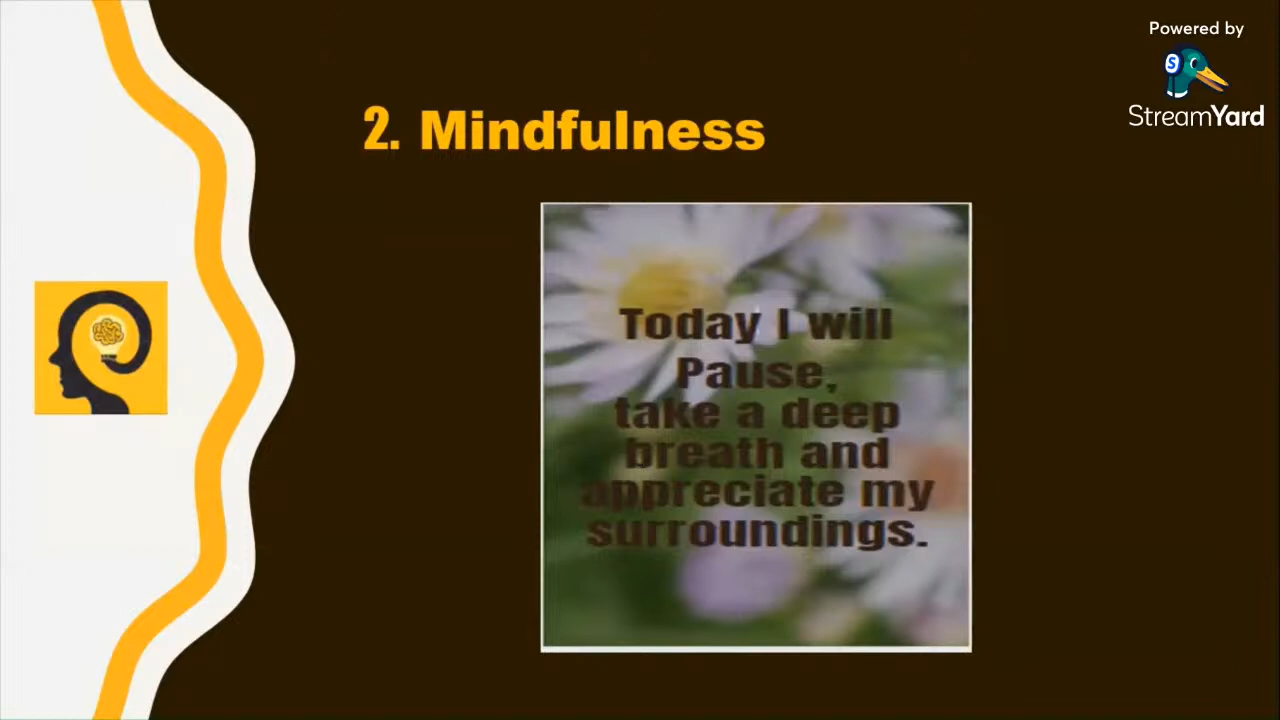 Powered by
StreamYard
2. Mindfulness
Today I will
Pause,
take a deep
breath and
appreciate my
surroundings.